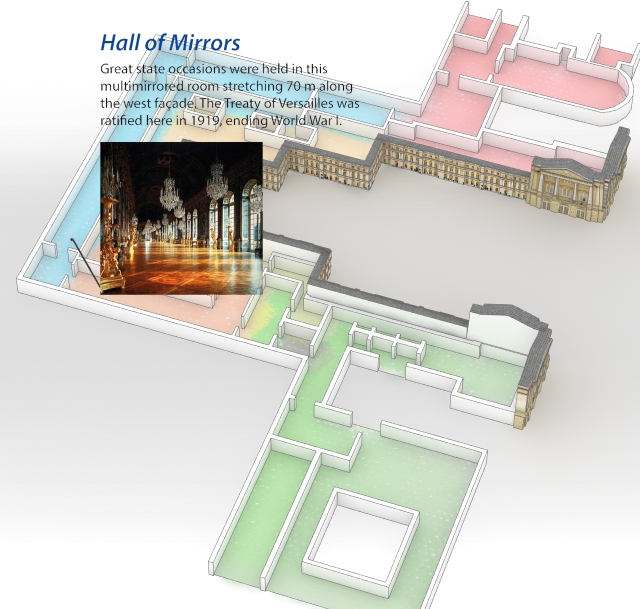 Hall of Mirrors
Great state occasions were held in this
multimirrored room stretching 70 m along
the west façade. The Treaty of Versailles was
ratified here in 1919, ending World War I.